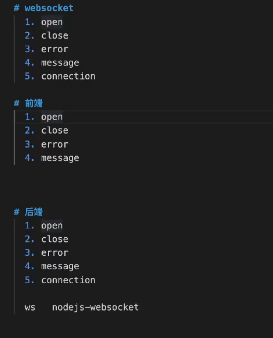 # websocket
1. open
2. close
3. error
4. message
5. connection
# 前端
1. open
2. close
3. error
4. message
# 后端
1. open
2. close
3. error
4. message
5. connection
ws nodejs-websocket